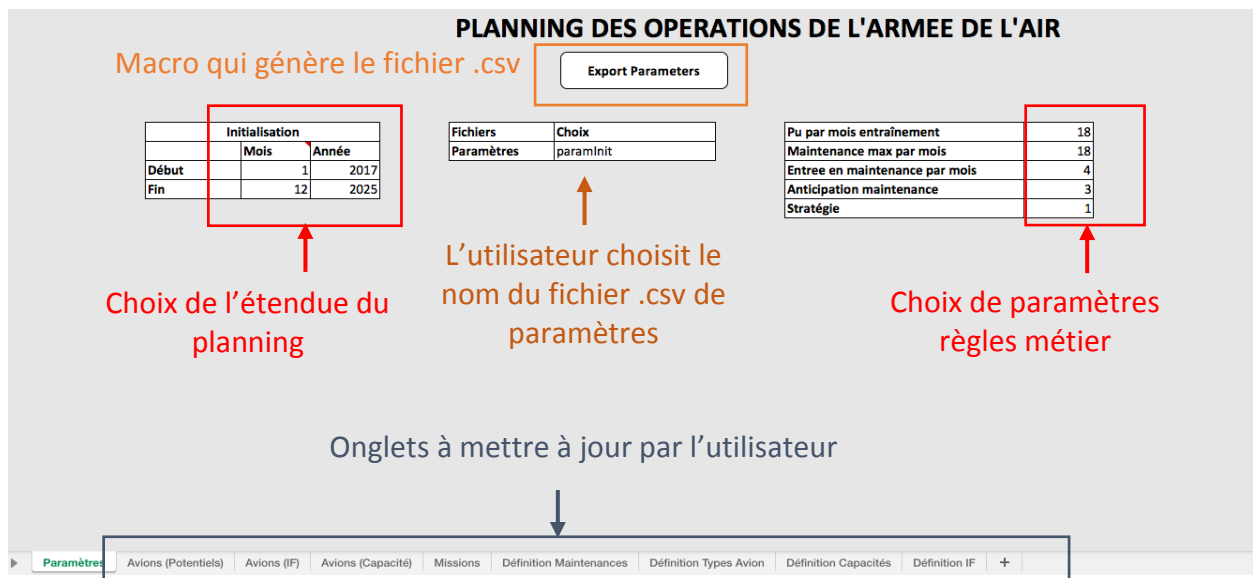 PLANNING DES OPERATIONS DE L'ARMEE DE L'AIR
Macro qui génère le fichier .csv
Export Parameters
Initialisation
Mois Année
Début 1 2017
Fin 12 2025
Fichiers Choix
Paramètres paramInit
Pu par mois entraînement 18
Maintenance max par mois 18
Entree en maintenance par mois 4
Anticipation maintenance 3
Stratégie 1
Choix de l’étendue du
planning
L’utilisateur choisit le
nom du fichier .csv de
paramètres
Choix de paramètres
règles métier
Onglets à mettre à jour par l’utilisateur
Paramètres Avions (Potentiels) Avions (IF) Avions (Capacité) Missions Définition Maintenances Définition Types Avion Définition Capacités Définition IF +